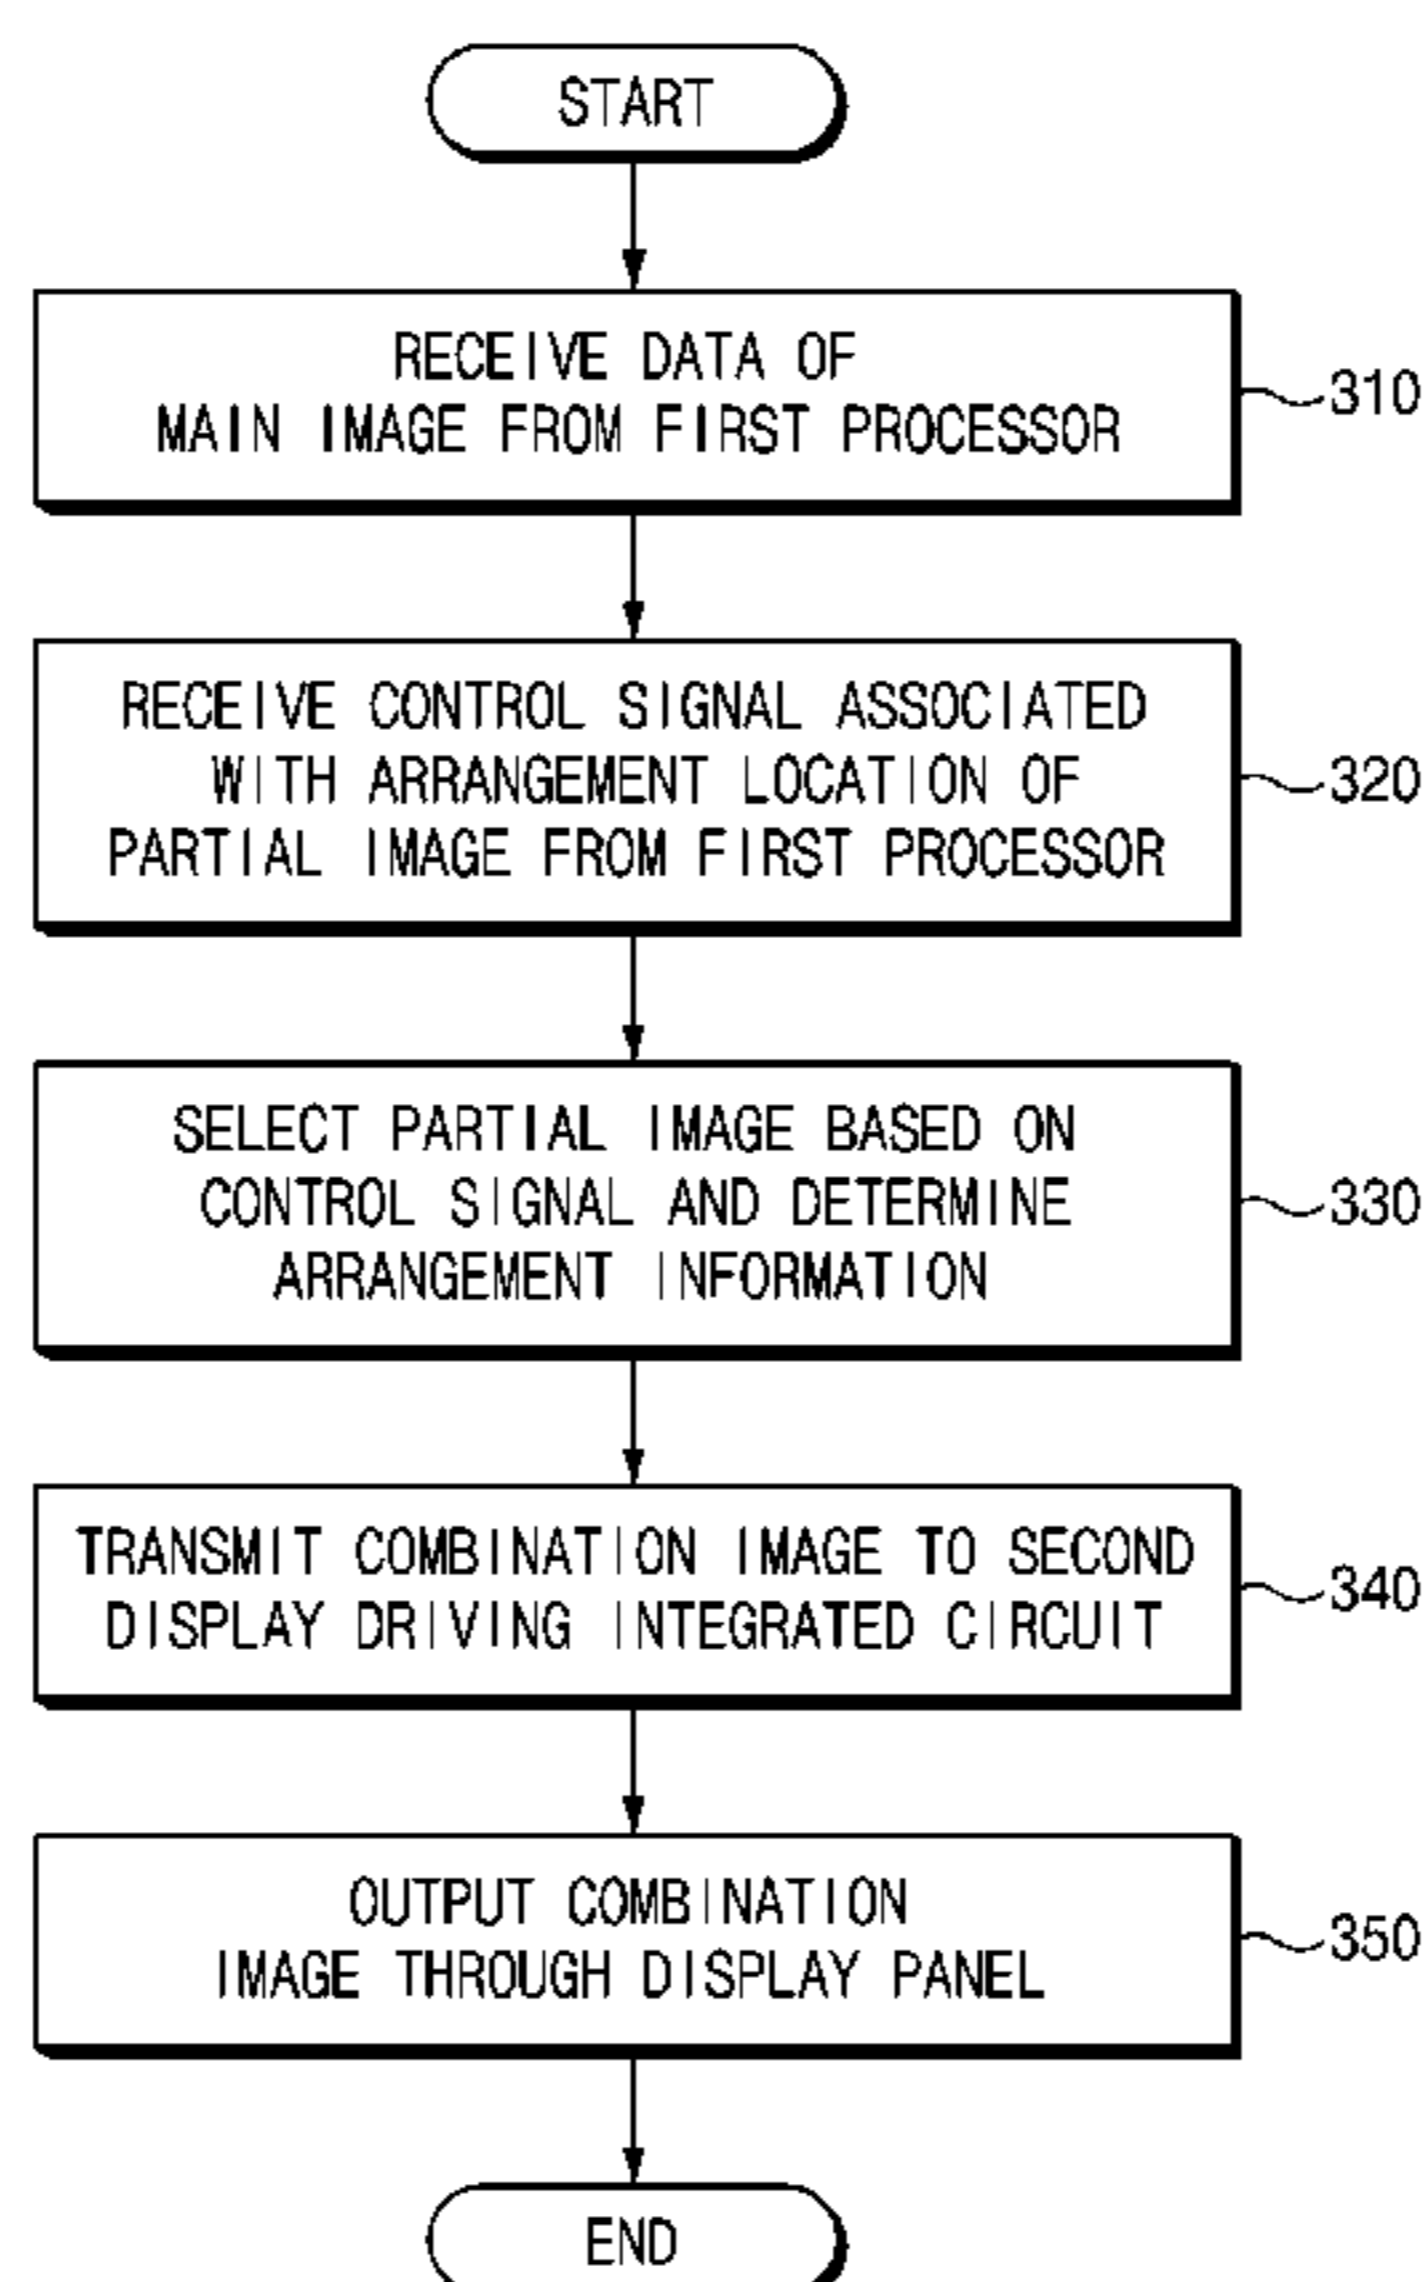 START
RECEIVE DATA OF
MAIN IMAGE FROM FIRST PROCESSOR
310
RECEIVE CONTROL SIGNAL ASSOCIATED
WITH ARRANGEMENT LOCATION OF
PARTIAL IMAGE FROM FIRST PROCESSOR
320
SELECT PARTIAL IMAGE BASED ON
CONTROL SIGNAL AND DETERMINE
ARRANGEMENT INFORMATION
330
TRANSMIT COMBINATION IMAGE TO SECOND
DISPLAY DRIVING INTEGRATED CIRCUIT
340
OUTPUT COMBINATION
IMAGE THROUGH DISPLAY PANEL
350
END